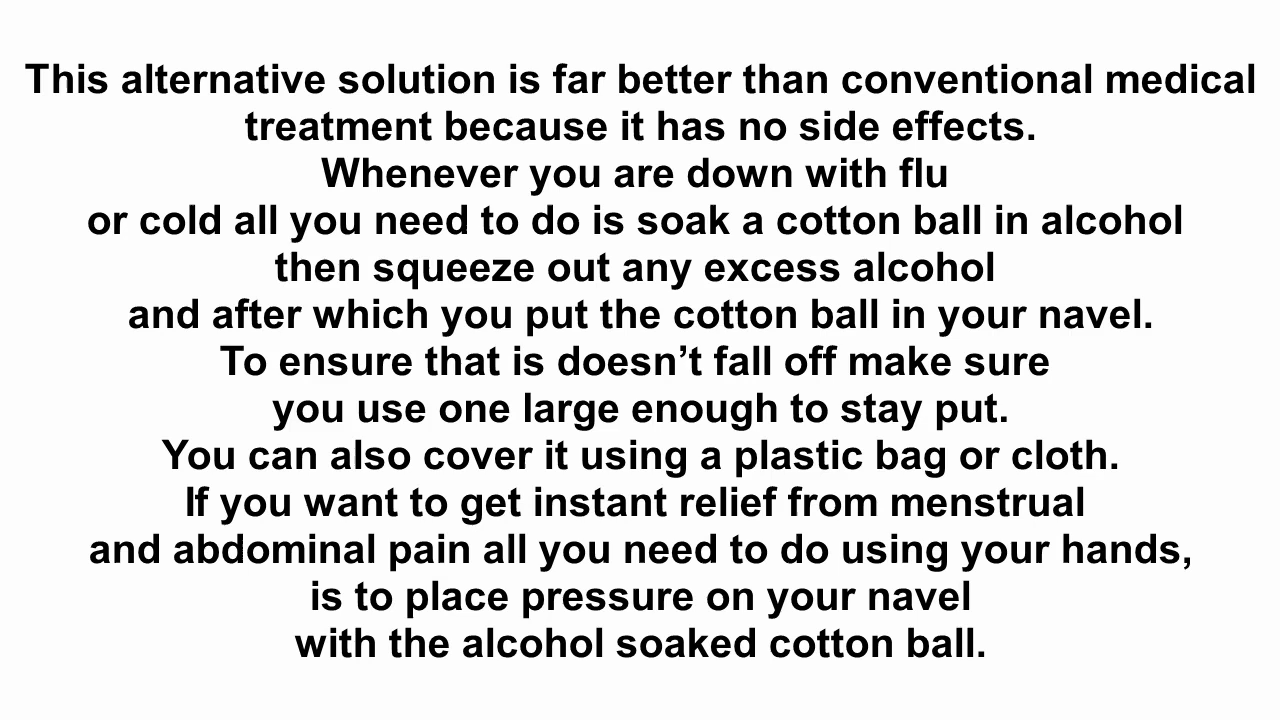 This alternative solution is far better than conventional medical
treatment because it has no side effects.
Whenever you are down with flu
or cold all you need to do is soak a cotton ball in alcohol
then squeeze out any excess alcohol
and after which you put the cotton ball in your navel.
To ensure that is doesn’t fall off make sure
you use one large enough to stay put.
You can also cover it using a plastic bag or cloth.
If you want to get instant relief from menstrual
and abdominal pain all you need to do using your hands,
is to place pressure on your navel
with the alcohol soaked cotton ball.